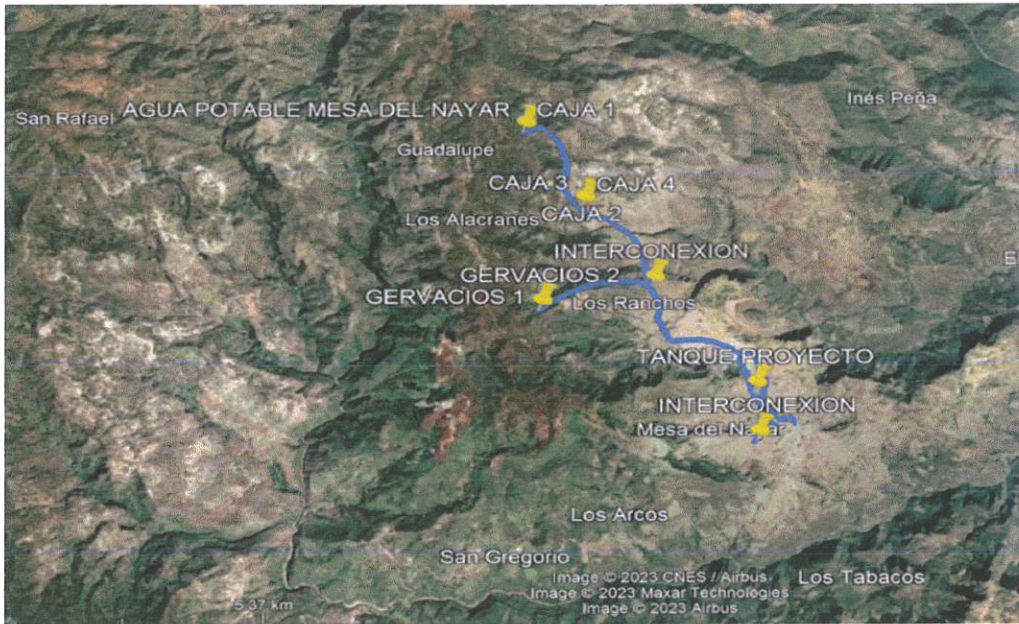 Inés Peña
AGUA POTABLE MESA DEL NAYAR
CAJA 1
San Rafael
Guadalupe
CAJA 3
CAJA 4
Los Alacranes
CAJA 2
INTERCONEXION
GERVACIOS 2
GERVACIOS 1
Los Ranchos
TANQUE PROYECTO
INTERCONEXION
Mesa del Nayar
Los Arcos
San Gregorio
Image © 2023 CNES / Airbus
Los Tabacos
Image © 2023 Maxar Technologies
5.37 km
Image © 2023 Airbus